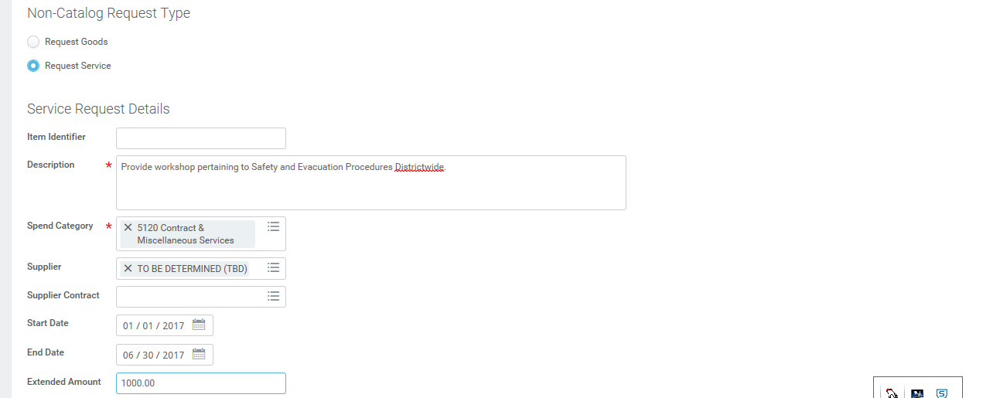 Non-Catalog Request Type
Request Goods
Request Service
Service Request Details
Item Identifier
Description * Provide workshop pertaining to Safety and Evacuation Procedures Districtwide.
Spend Category * 5120 Contract &
Miscellaneous Services
Supplier TO BE DETERMINED (TBD)
Supplier Contract
Start Date 01 / 01 / 2017
End Date 06 / 30 / 2017
Extended Amount 1000.00